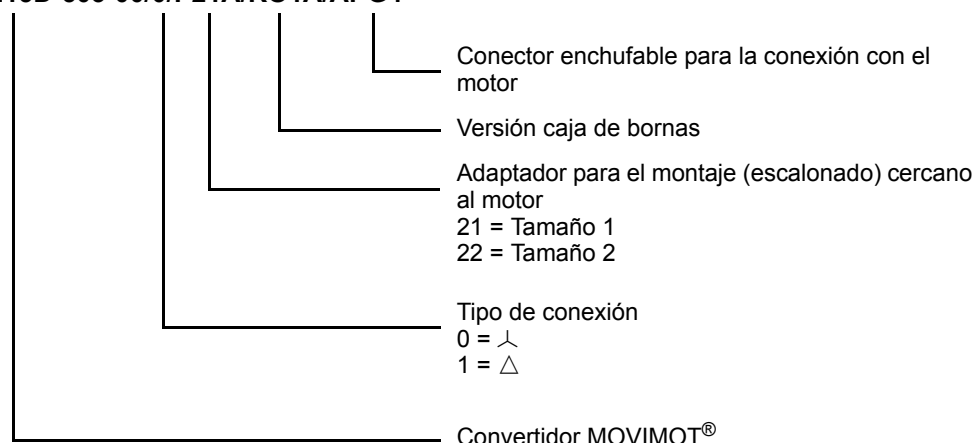 Conector enchufable para la conexión con el
motor
Versión caja de bornas
Adaptador para el montaje (escalonado) cercano
al motor
21 = Tamaño 1
22 = Tamaño 2
Tipo de conexión
0 = ⅄
1 = △
Convertidor MOVIMOT®